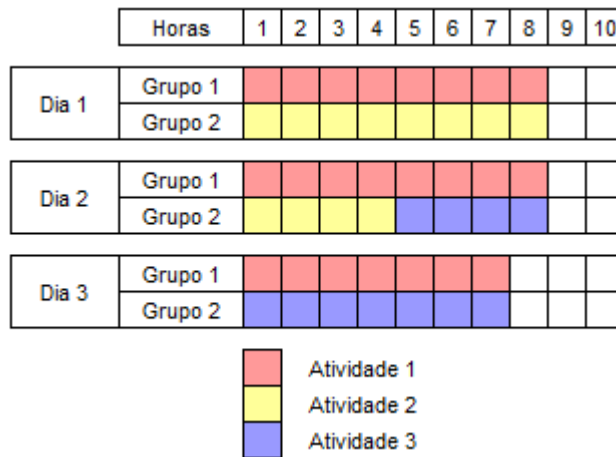 Horas 1 2 3 4 5 6 7 8 9 10
Dia 1
Grupo 1
Grupo 2
Dia 2
Grupo 1
Grupo 2
Dia 3
Grupo 1
Grupo 2
Atividade 1
Atividade 2
Atividade 3